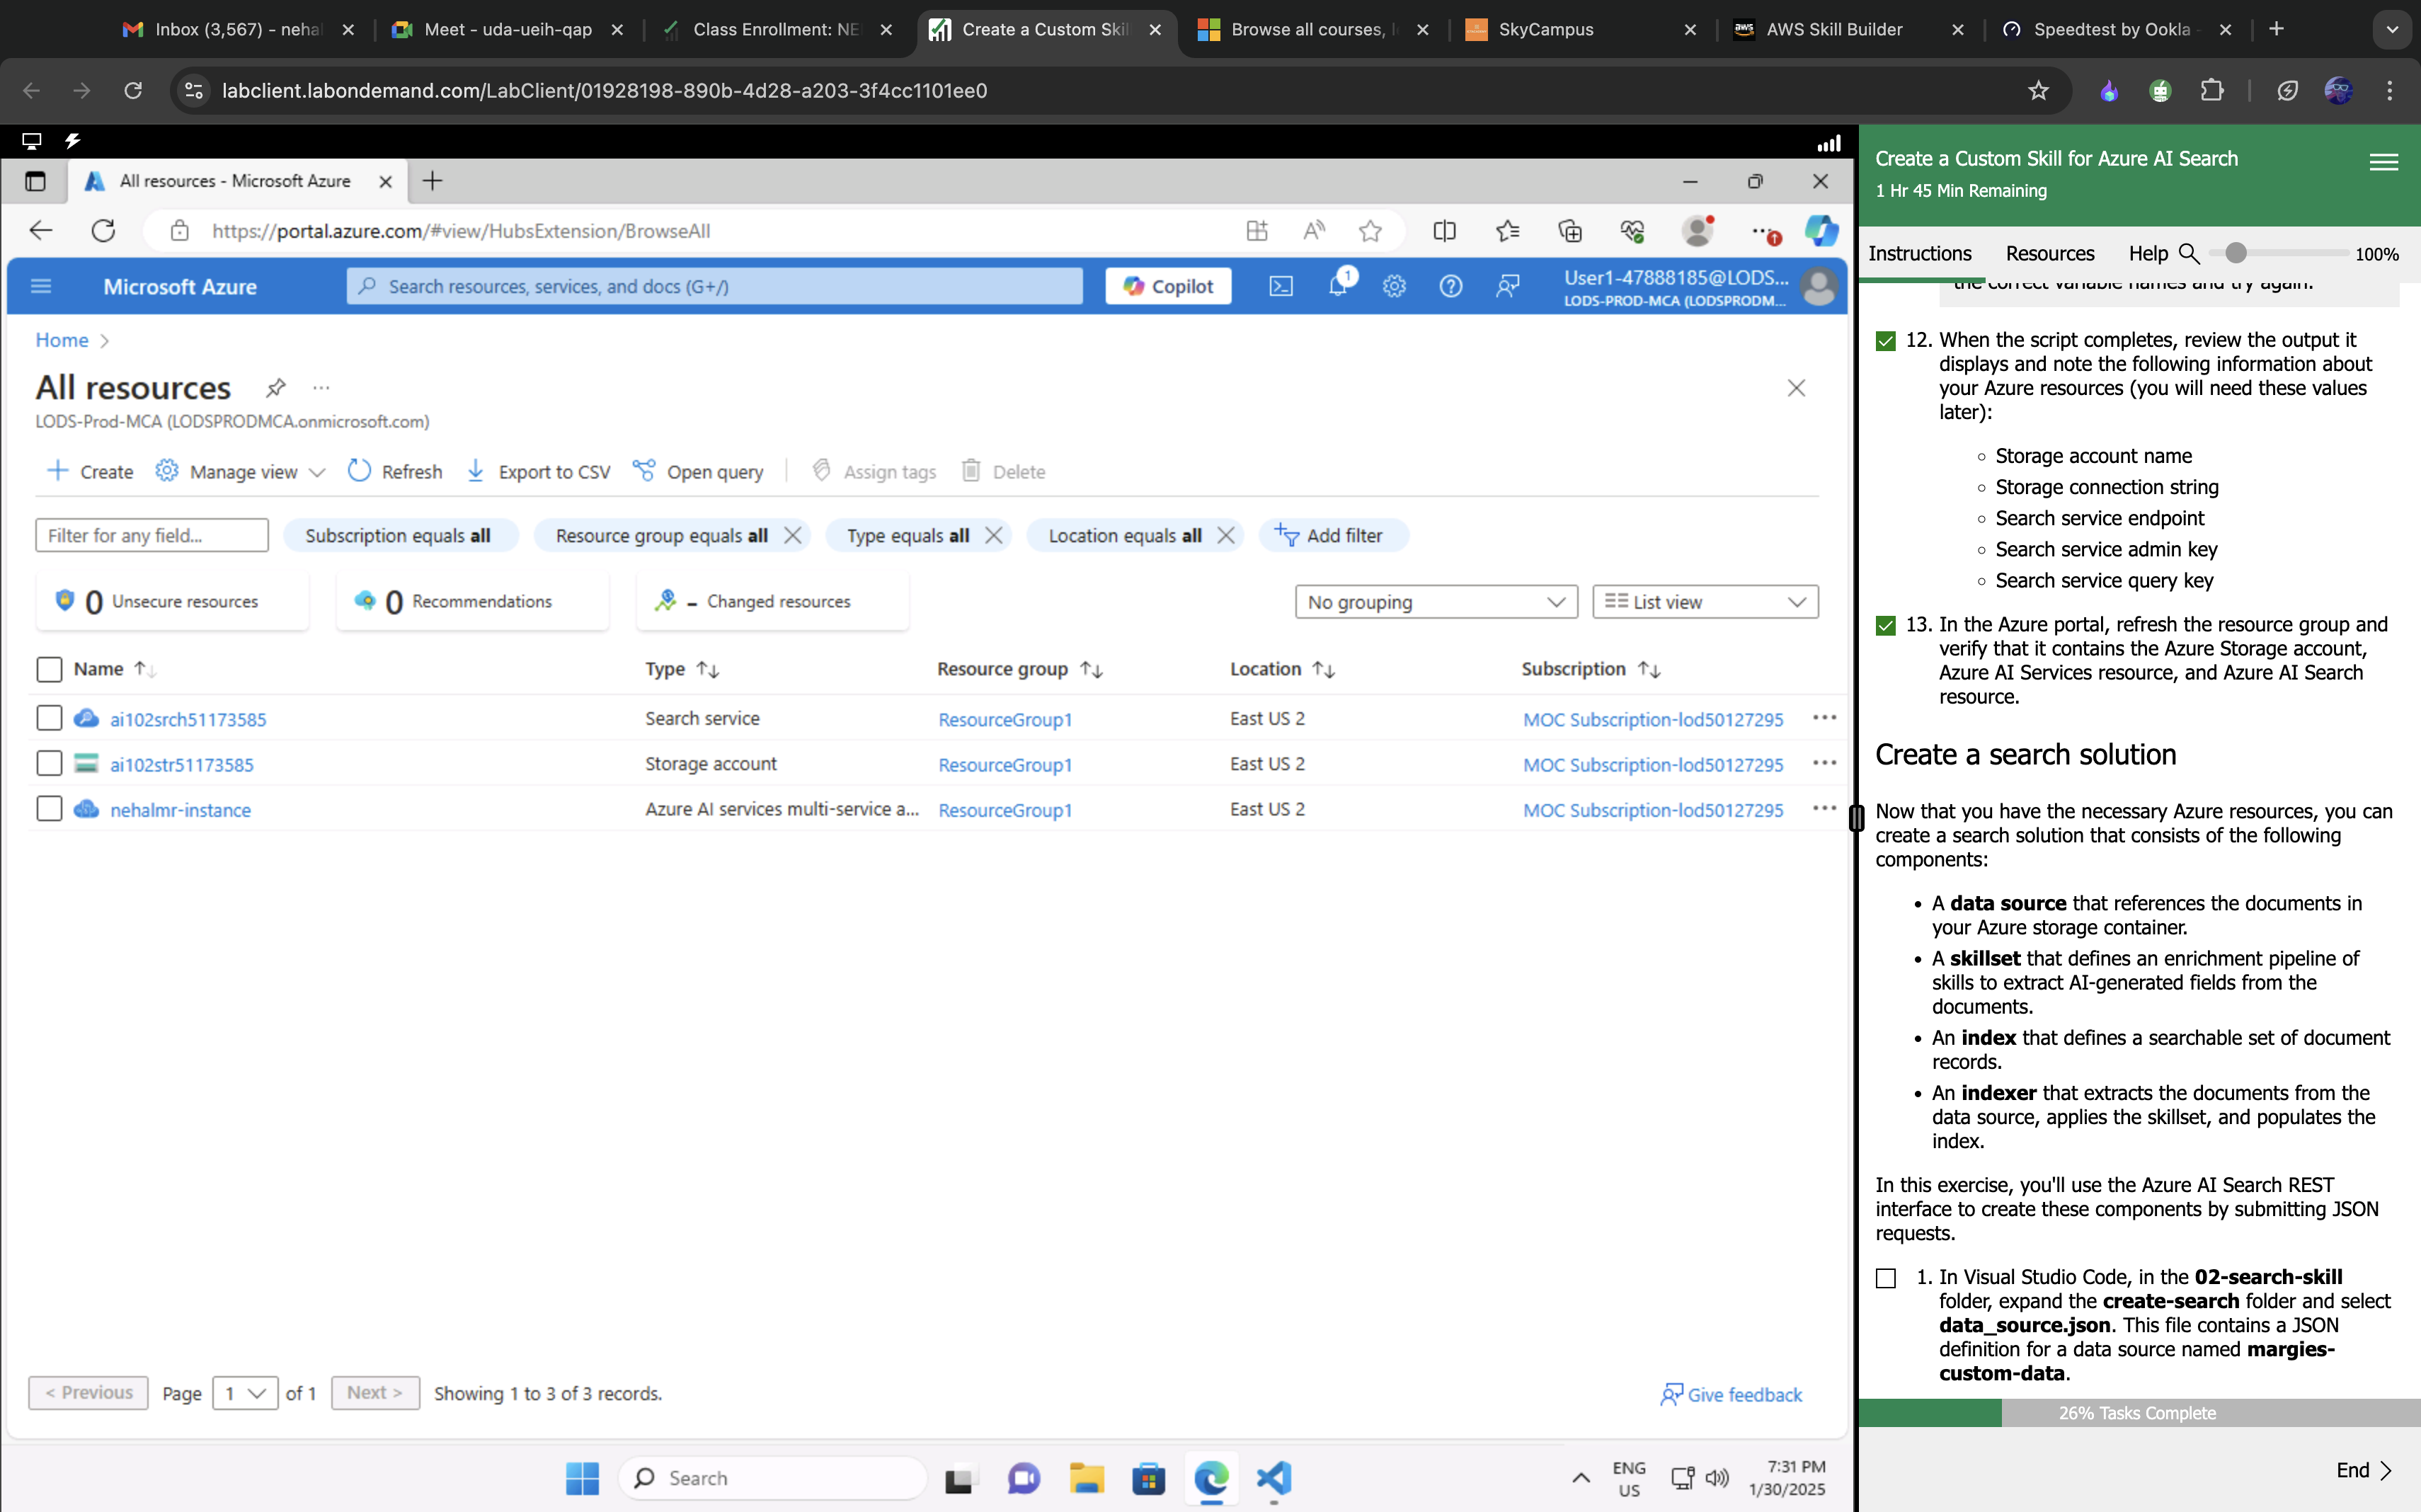 Inbox (3,567) - neha
Meet - uda-ueih-qap
Class Enrollment: NE
Create a Custom Skil
Browse all courses, l
SkyCampus
AWS Skill Builder
Speedtest by Ookla -
labclient.labondemand.com/LabClient/01928198-890b-4d28-a203-3f4cc1101ee0
All resources - Microsoft Azure
https://portal.azure.com/#view/HubsExtension/BrowseAll
Microsoft Azure
Search resources, services, and docs (G+/)
Copilot
1
User1-47888185@LODS...
LODS-PROD-MCA (LODSPRODM...
Home >
All resources
LODS-Prod-MCA (LODSPRODMCA.onmicrosoft.com)
Create Manage view Refresh Export to CSV Open query Assign tags Delete
Filter for any field... Subscription equals all Resource group equals all Type equals all Location equals all Add filter
0 Unsecure resources 0 Recommendations - Changed resources No grouping List view
Name Type Resource group Location Subscription
ai102srch51173585 Search service ResourceGroup1 East US 2 MOC Subscription-lod50127295 ...
ai102str51173585 Storage account ResourceGroup1 East US 2 MOC Subscription-lod50127295 ...
nehalmr-instance Azure AI services multi-service a... ResourceGroup1 East US 2 MOC Subscription-lod50127295 ...
< Previous Page 1 of 1 Next > Showing 1 to 3 of 3 records. Give feedback
Search
ENG
US
7:31 PM
1/30/2025
Create a Custom Skill for Azure AI Search
1 Hr 45 Min Remaining
Instructions Resources Help 100%
the correct variable names and try again.
12. When the script completes, review the output it
displays and note the following information about
your Azure resources (you will need these values
later):
Storage account name
Storage connection string
Search service endpoint
Search service admin key
Search service query key
13. In the Azure portal, refresh the resource group and
verify that it contains the Azure Storage account,
Azure AI Services resource, and Azure AI Search
resource.
Create a search solution
Now that you have the necessary Azure resources, you can
create a search solution that consists of the following
components:
• A data source that references the documents in
your Azure storage container.
• A skillset that defines an enrichment pipeline of
skills to extract AI-generated fields from the
documents.
• An index that defines a searchable set of document
records.
• An indexer that extracts the documents from the
data source, applies the skillset, and populates the
index.
In this exercise, you'll use the Azure AI Search REST
interface to create these components by submitting JSON
requests.
1. In Visual Studio Code, in the 02-search-skill
folder, expand the create-search folder and select
data_source.json. This file contains a JSON
definition for a data source named margies-
custom-data.
26% Tasks Complete
End >